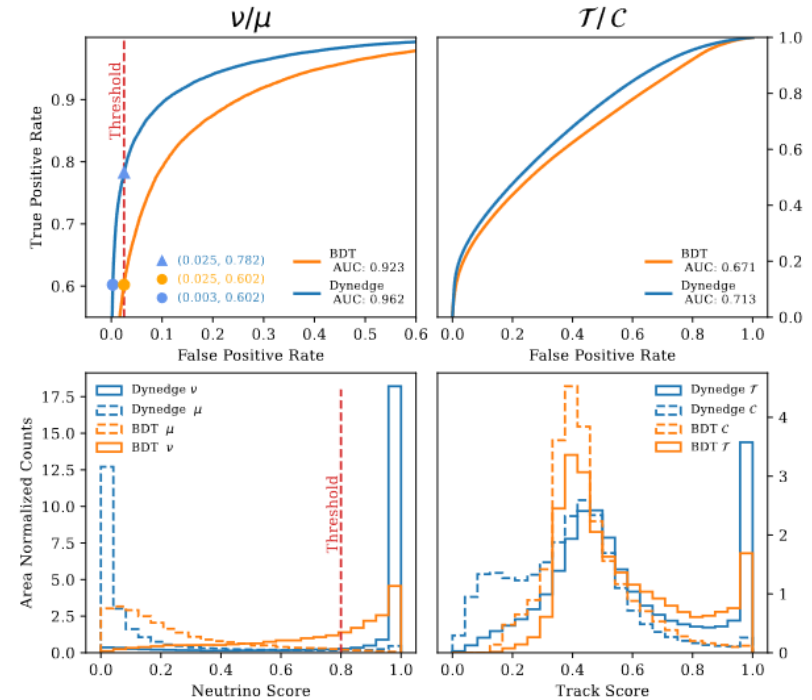 ν/μ
T/C
True Positive Rate
0.9
0.8
0.7
0.6
Threshold
(0.025, 0.782)
(0.025, 0.602)
(0.003, 0.602)
BDT
AUC: 0.923
Dynedge
AUC: 0.962
0.0 0.1 0.2 0.3 0.4 0.5 0.6
False Positive Rate
BDT
AUC: 0.671
Dynedge
AUC: 0.713
1.0
0.8
0.6
0.4
0.2
0.0
0.0 0.2 0.4 0.6 0.8 1.0
False Positive Rate
Area Normalized Counts
17.5
15.0
12.5
10.0
7.5
5.0
2.5
0.0
Dynedge ν
Dynedge μ
BDT μ
BDT ν
Threshold
0.0 0.2 0.4 0.6 0.8 1.0
Neutrino Score
Dynedge T
Dynedge C
BDT C
BDT T
4
3
2
1
0
0.0 0.2 0.4 0.6 0.8 1.0
Track Score